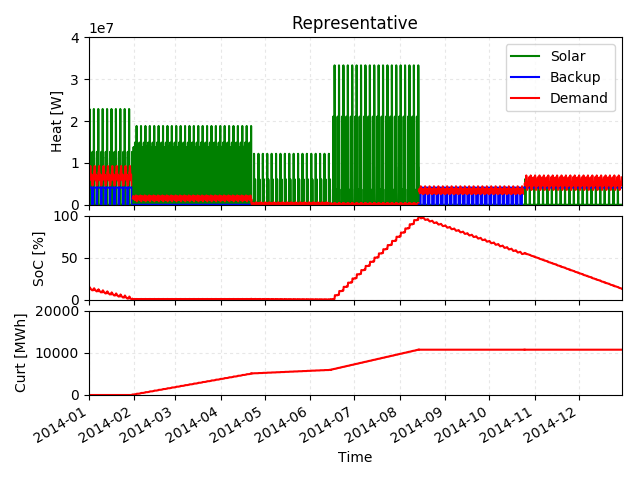 Representative
1e7
4
3
2
1
0
Heat [W]
Solar
Backup
Demand
100
50
0
SoC [%]
20000
10000
0
Curt [MWh]
2014-01
2014-02
2014-03
2014-04
2014-05
2014-06
2014-07
2014-08
2014-09
2014-10
2014-11
2014-12
Time